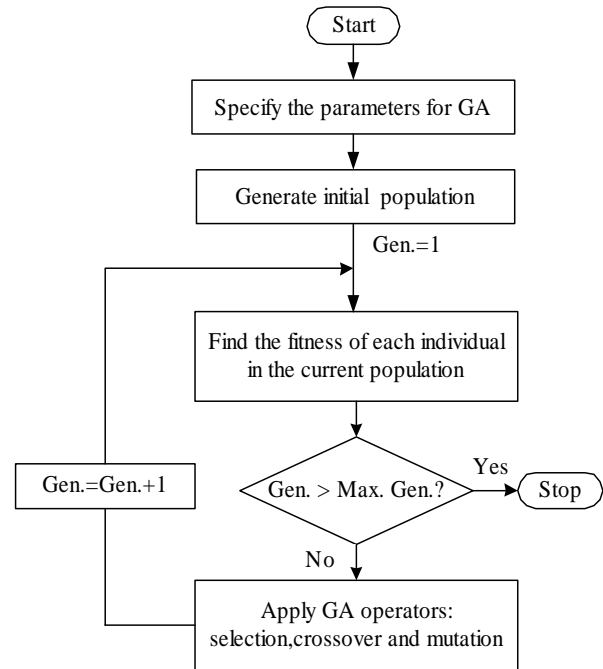 Start
Specify the parameters for GA
Generate initial population
Gen.=1
Find the fitness of each individual
in the current population
Gen. > Max. Gen.?
Yes
Stop
Gen.=Gen.+1
No
Apply GA operators:
selection,crossover and mutation